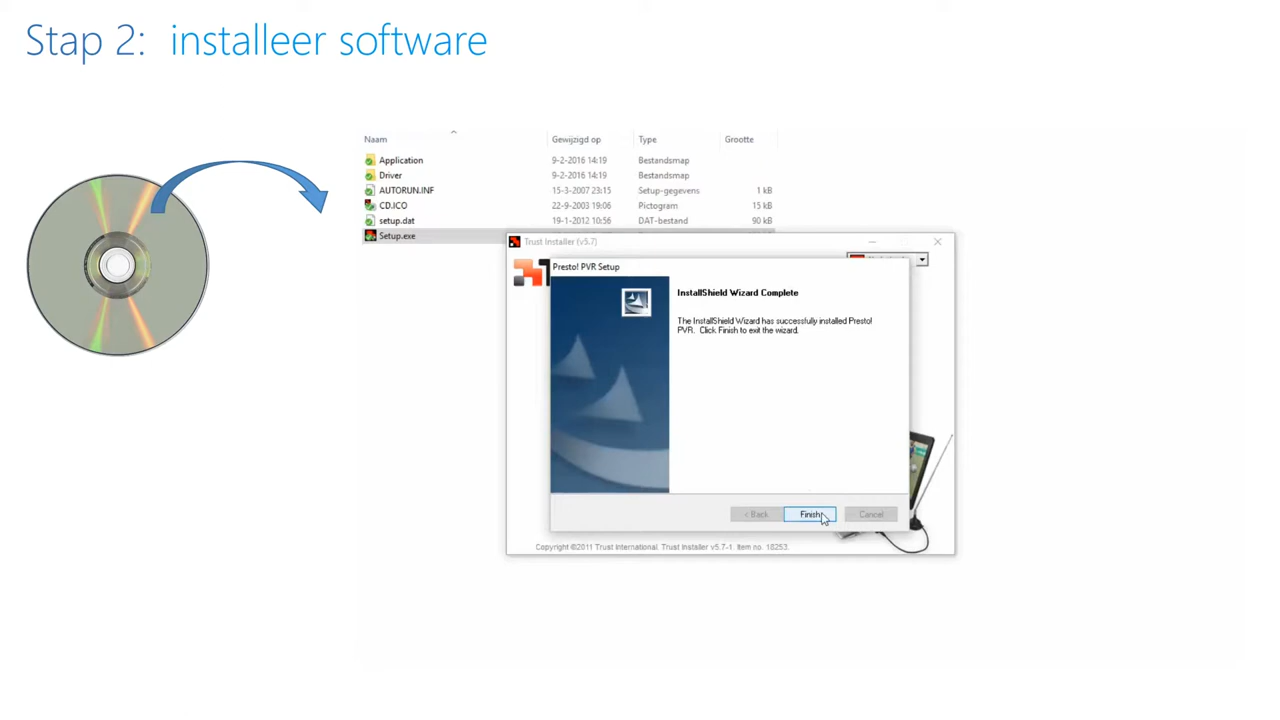 Stap 2: installeer software
Naam Gewijzigd op Type Grootte
Application 9-2-2016 14:19 Bestandsmap
Driver 9-2-2016 14:19 Bestandsmap
AUTORUN.INF 15-3-2007 23:15 Setup-gegevens 1 kB
CD.ICO 22-9-2003 19:06 Pictogram 15 kB
setup.dat 19-1-2012 10:56 DAT-bestand 90 kB
Setup.exe
Trust Installer (v5.7)
Presto! PVR Setup
InstallShield Wizard Complete
The InstallShield Wizard has successfully installed Presto!
PVR. Click Finish to exit the wizard.
< Back Finish Cancel
Copyright ©2011 Trust International. Trust Installer v5.7-1. Item no. 18253.